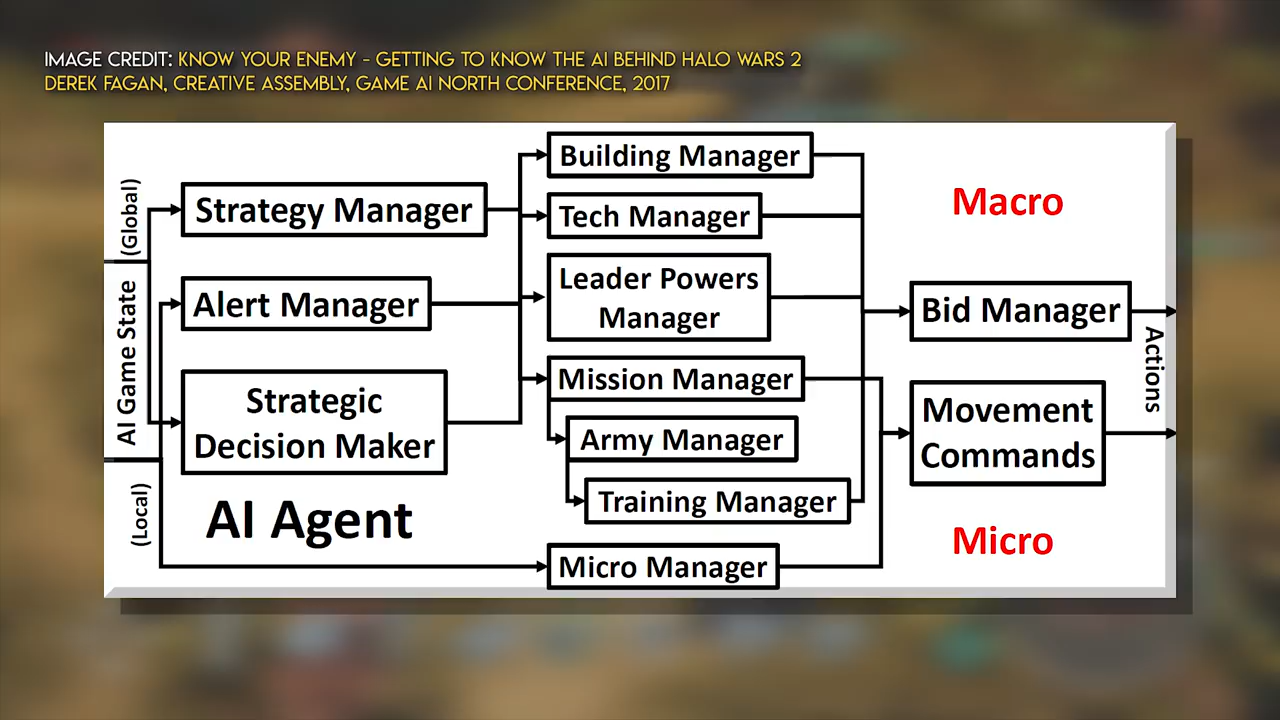 IMAGE CREDIT: KNOW YOUR ENEMY - GETTING TO KNOW THE AI BEHIND HALO WARS 2
DEREK FAGAN, CREATIVE ASSEMBLY, GAME AI NORTH CONFERENCE, 2017
(Global)
AI Game State
(Local)
Strategy Manager
Alert Manager
Strategic
Decision Maker
AI Agent
Building Manager
Tech Manager
Leader Powers
Manager
Mission Manager
Army Manager
Training Manager
Micro Manager
Macro
Bid Manager
Movement
Commands
Micro
Actions